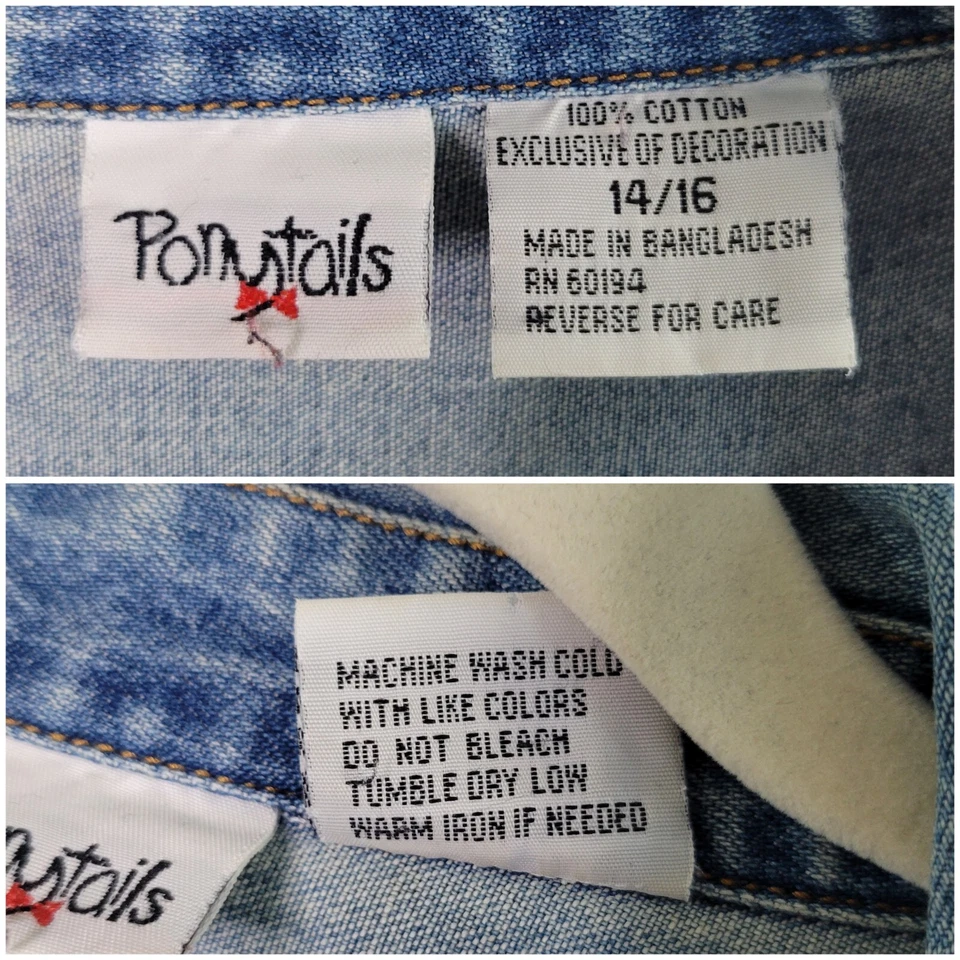 Ponytails
100% COTTON
EXCLUSIVE OF DECORATION
14/16
MADE IN BANGLADESH
RN 60194
REVERSE FOR CARE
MACHINE WASH COLD
WITH LIKE COLORS
DO NOT BLEACH
TUMBLE DRY LOW
WARM IRON IF NEEDED
nytails